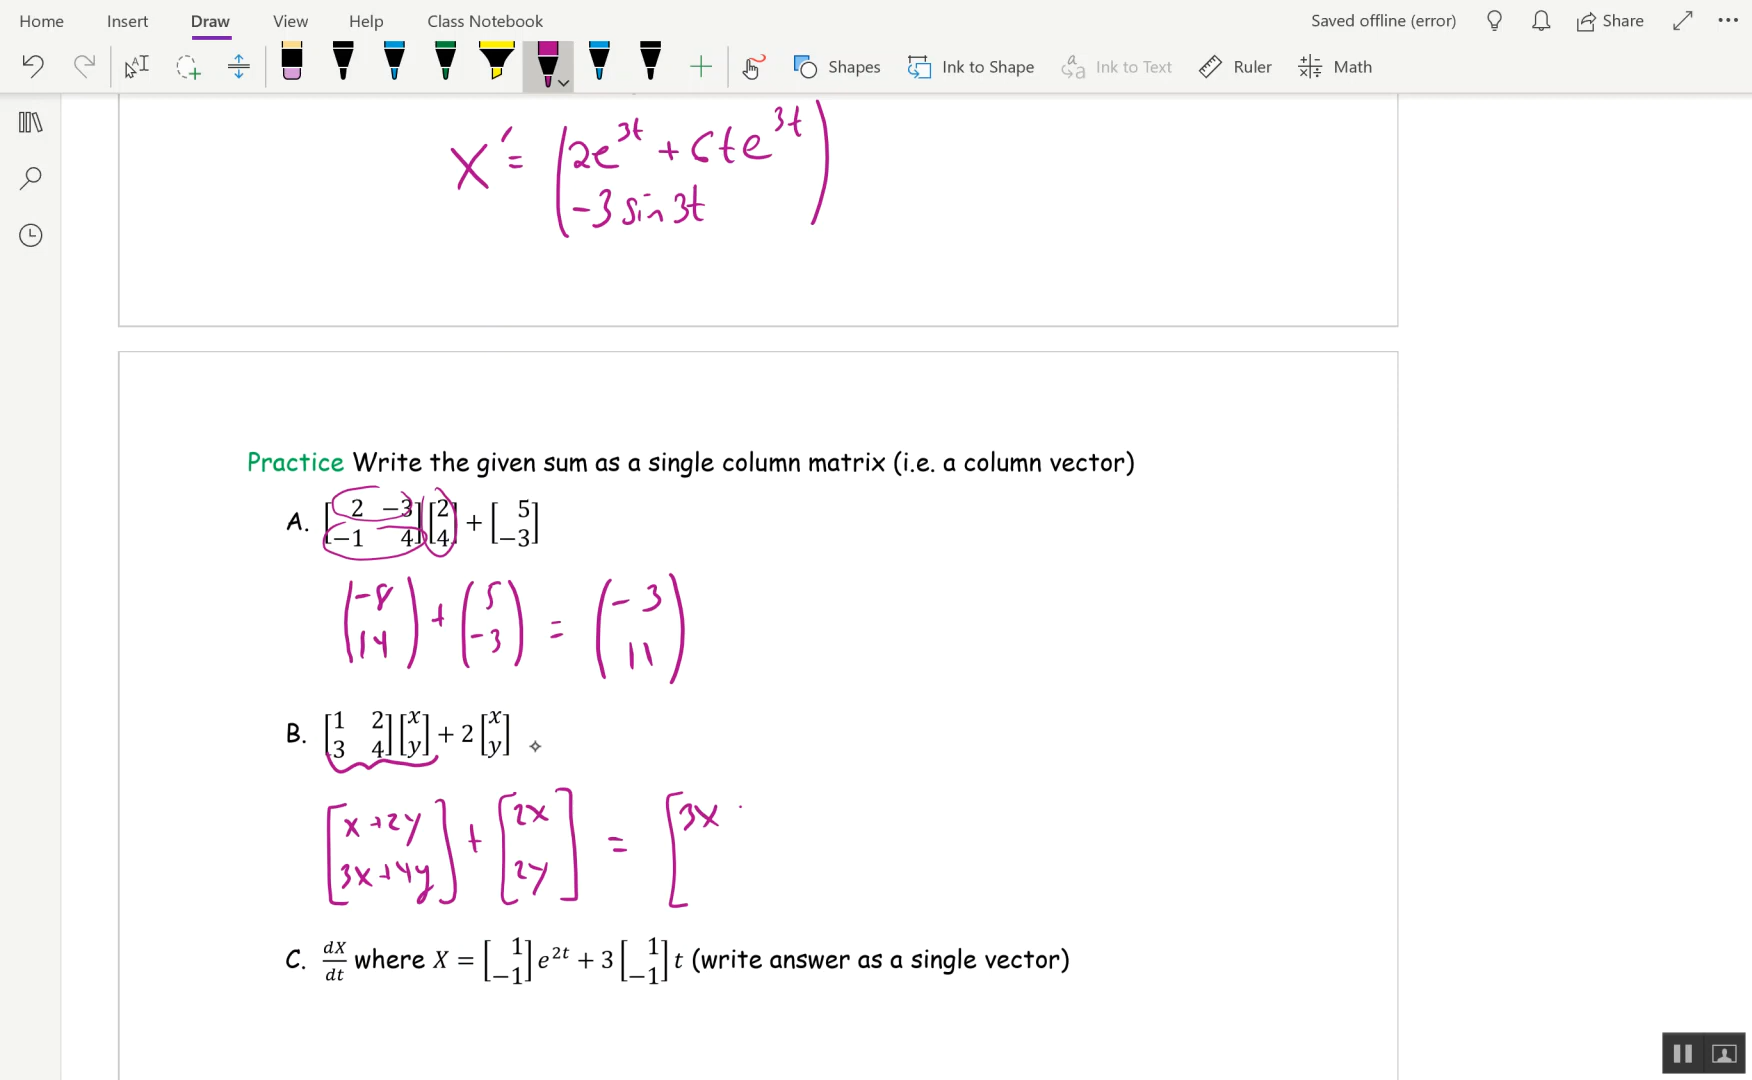 Home Insert Draw View Help Class Notebook Saved offline (error) Share
Shapes Ink to Shape Ink to Text Ruler Math
X' = (2e^{3t} + 6te^{3t}
-3 sin 3t)
Practice Write the given sum as a single column matrix (i.e. a column vector)
A. [2 −3; −1 4] [2; 4] + [5; −3]
(-8; 14) + (5; -3) = (-3; 11)
B. [1 2; 3 4] [x; y] + 2 [x; y]
[x+2y; 3x+4y] + [2x; 2y] = [3x
C. dX/dt where X = [1; −1] e^{2t} + 3 [1; −1] t (write answer as a single vector)